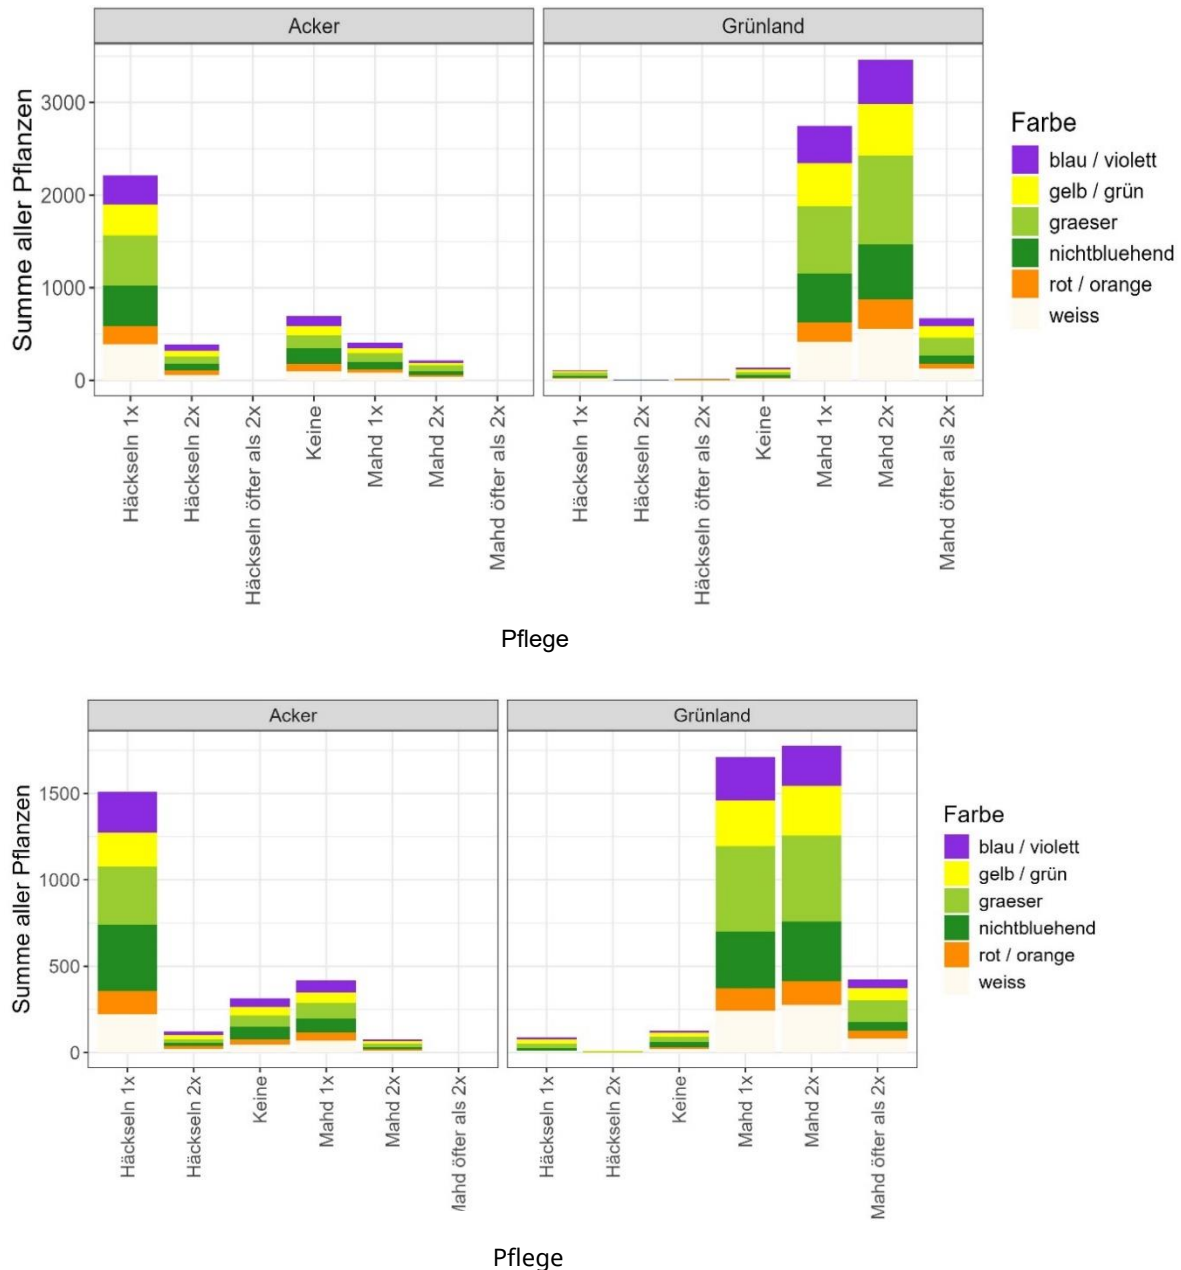 Acker
Grünland
Summe aller Pflanzen
3000
2000
1000
0
Häckseln 1x
Häckseln 2x
Häckseln öfter als 2x
Keine
Mahd 1x
Mahd 2x
Mahd öfter als 2x
Häckseln 1x
Häckseln 2x
Häckseln öfter als 2x
Keine
Mahd 1x
Mahd 2x
Mahd öfter als 2x
Pflege
Farbe
blau / violett
gelb / grün
graeser
nichtbluehend
rot / orange
weiss
Acker
Grünland
Summe aller Pflanzen
1500
1000
500
0
Häckseln 1x
Häckseln 2x
Keine
Mahd 1x
Mahd 2x
Mahd öfter als 2x
Häckseln 1x
Häckseln 2x
Keine
Mahd 1x
Mahd 2x
Mahd öfter als 2x
Pflege
Farbe
blau / violett
gelb / grün
graeser
nichtbluehend
rot / orange
weiss